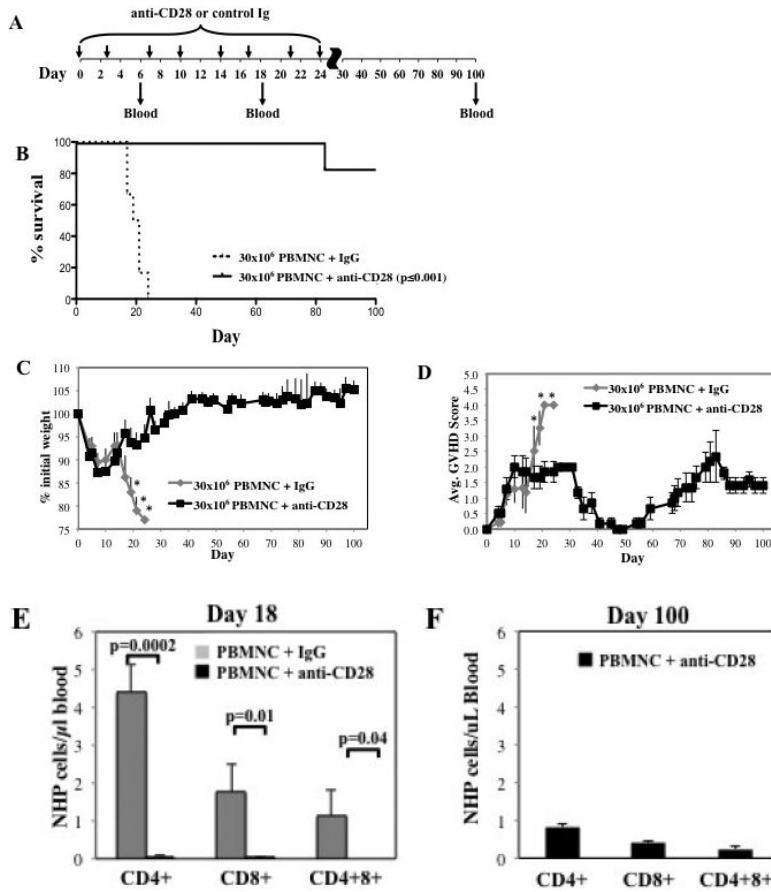 A
anti-CD28 or control Ig
Day 0 2 4 6 8 10 12 14 16 18 20 22 24 30 40 50 60 70 80 90 100
Blood Blood Blood
B
% survival
100
80
60
40
20
0
30x10⁶ PBMNC + IgG
30x10⁶ PBMNC + anti-CD28 (p≤0.001)
0 20 40 60 80 100
Day
C
% initial weight
110
105
100
95
90
85
80
75
* * *
30x10⁶ PBMNC + IgG
30x10⁶ PBMNC + anti-CD28
0 10 20 30 40 50 60 70 80 90 100
Day
D
Avg. GVHD Score
5.0
4.5
4.0
3.5
3.0
2.5
2.0
1.5
1.0
0.5
0.0
* * *
30x10⁶ PBMNC + IgG
30x10⁶ PBMNC + anti-CD28
0 10 20 30 40 50 60 70 80 90 100
Day
E
Day 18
NHP cells/µl blood
6
5
4
3
2
1
0
p=0.0002
PBMNC + IgG
PBMNC + anti-CD28
p=0.01
p=0.04
CD4+ CD8+ CD4+8+
F
Day 100
NHP cells/uL Blood
6
5
4
3
2
1
0
PBMNC + anti-CD28
CD4+ CD8+ CD4+8+